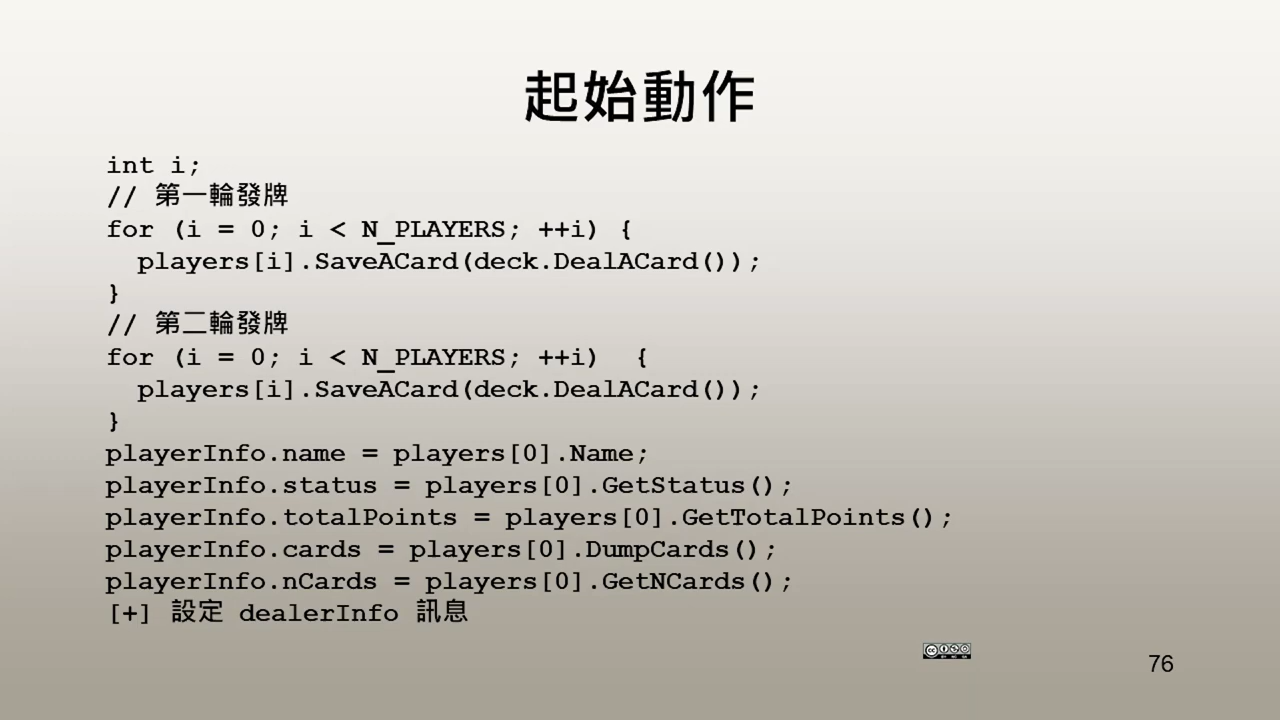 起始動作
int i;
// 第一輪發牌
for (i = 0; i < N_PLAYERS; ++i) {
  players[i].SaveACard(deck.DealACard());
}
// 第二輪發牌
for (i = 0; i < N_PLAYERS; ++i)  {
  players[i].SaveACard(deck.DealACard());
}
playerInfo.name = players[0].Name;
playerInfo.status = players[0].GetStatus();
playerInfo.totalPoints = players[0].GetTotalPoints();
playerInfo.cards = players[0].DumpCards();
playerInfo.nCards = players[0].GetNCards();
[+] 設定 dealerInfo 訊息
76